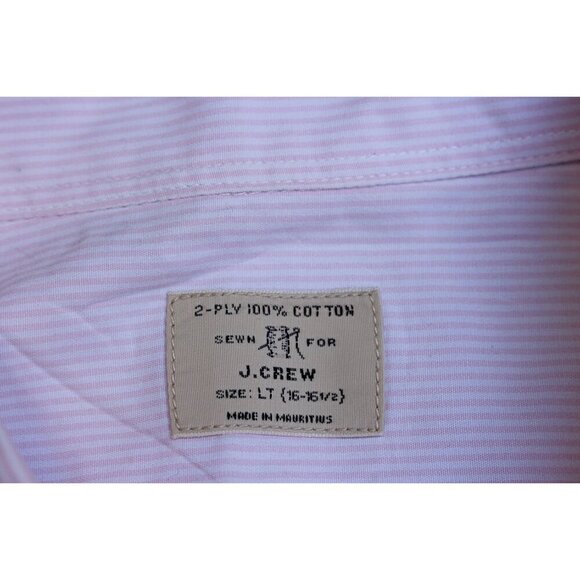 2-PLY 100% COTTON
SEWN FOR
J.CREW
SIZE: LT {16-16 1/2}
MADE IN MAURITIUS